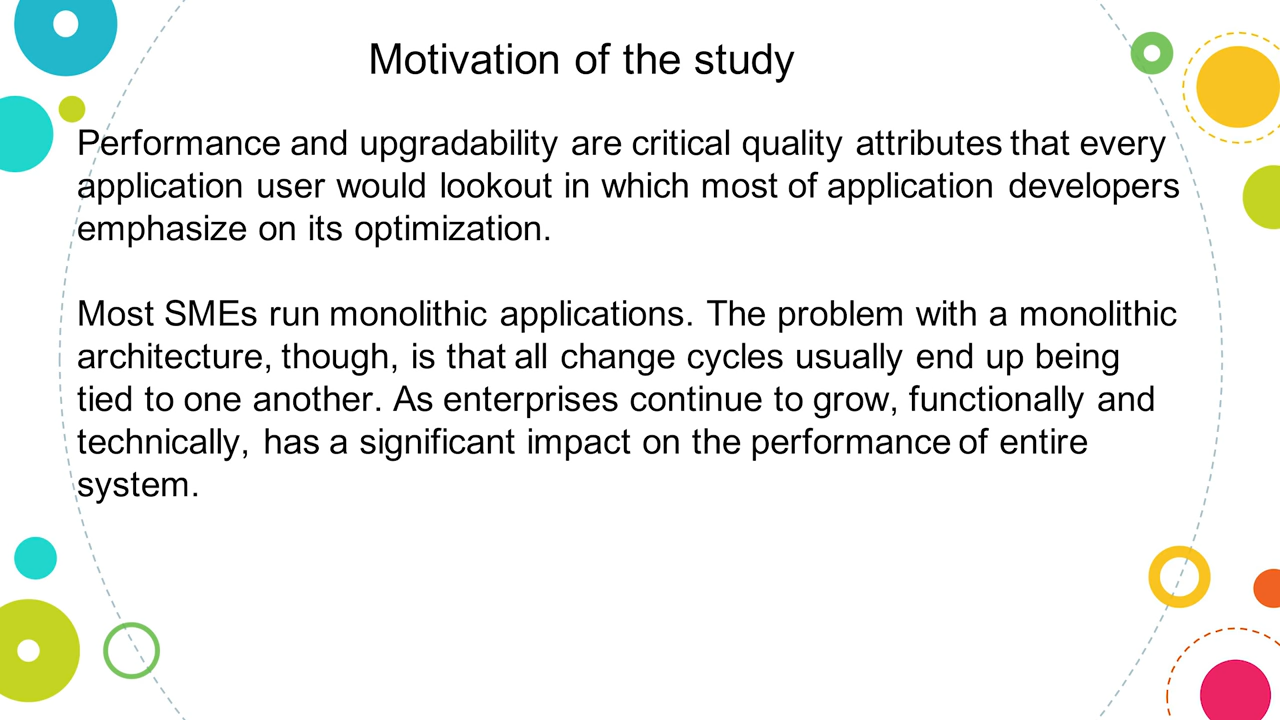 Motivation of the study
Performance and upgradability are critical quality attributes that every
application user would lookout in which most of application developers
emphasize on its optimization.
Most SMEs run monolithic applications. The problem with a monolithic
architecture, though, is that all change cycles usually end up being
tied to one another. As enterprises continue to grow, functionally and
technically, has a significant impact on the performance of entire
system.